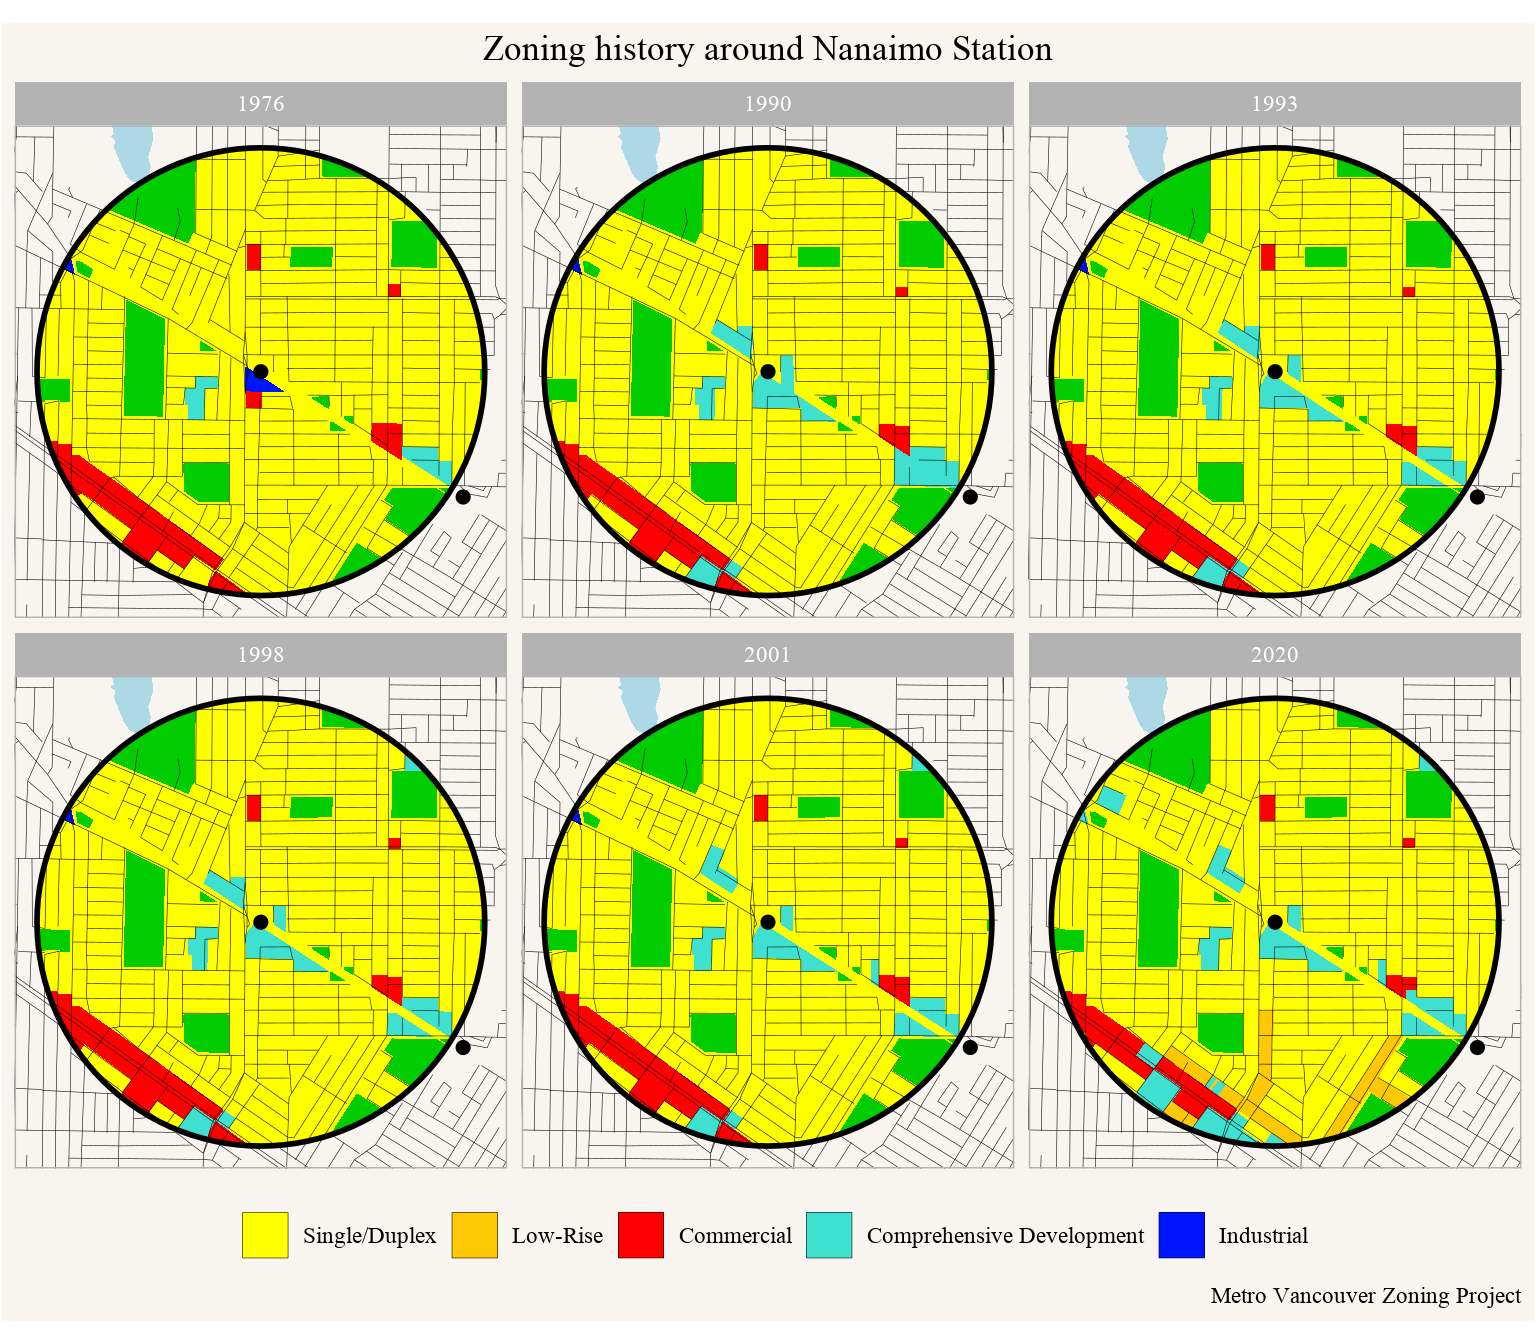 Zoning history around Nanaimo Station
1976
1990
1993
1998
2001
2020
Single/Duplex
Low-Rise
Commercial
Comprehensive Development
Industrial
Metro Vancouver Zoning Project